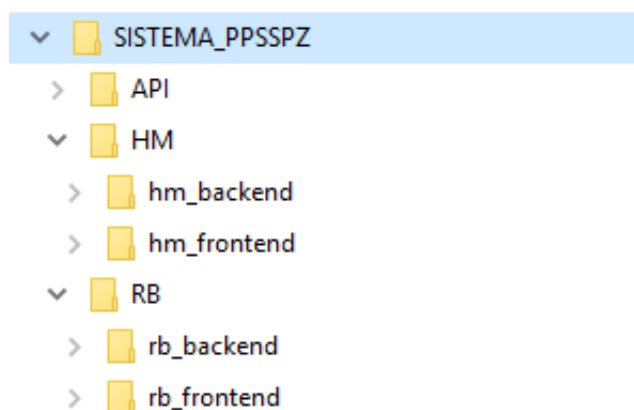 SISTEMA_PPSSPZ
API
HM
hm_backend
hm_frontend
RB
rb_backend
rb_frontend